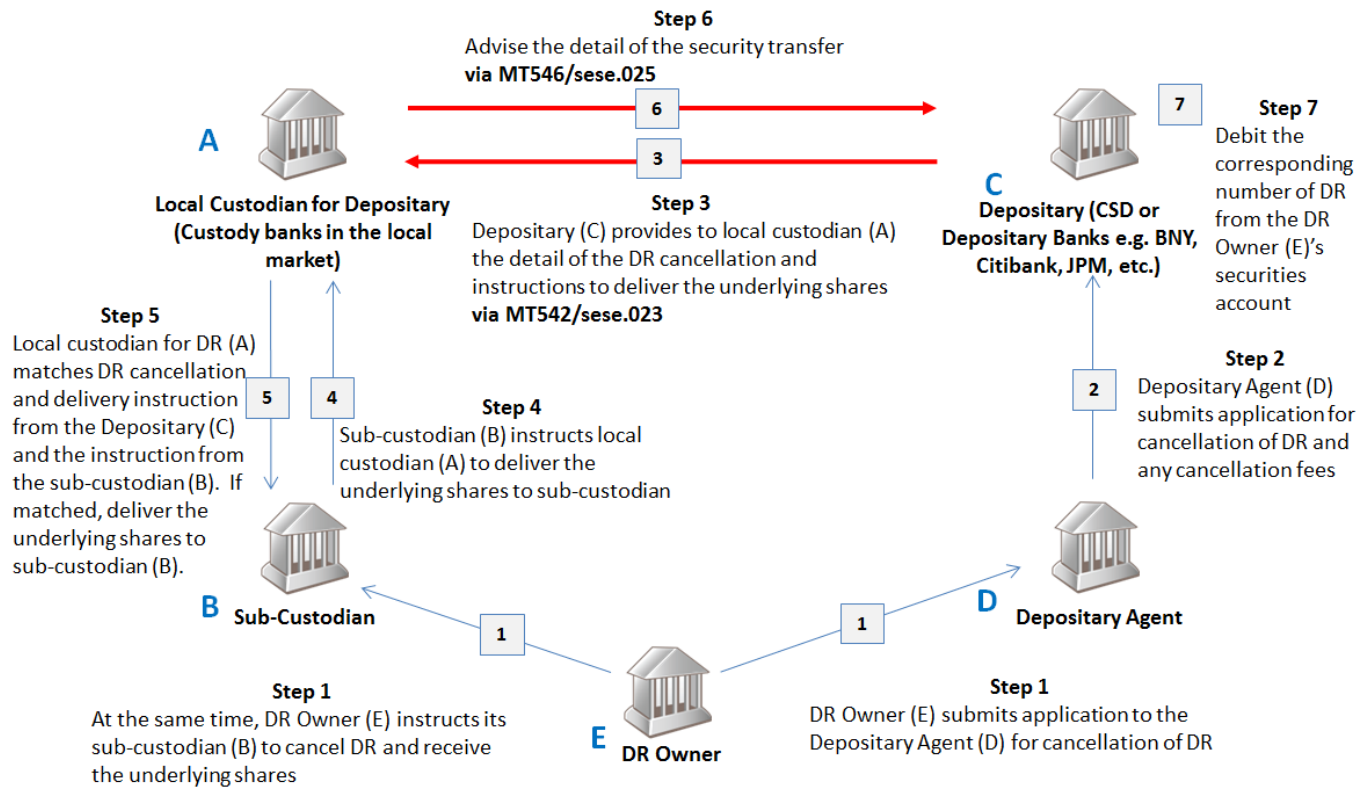 Step 6
Advise the detail of the security transfer
via MT546/sese.025
6
3
A
Local Custodian for Depositary
(Custody banks in the local
market)
Step 3
Depositary (C) provides to local custodian (A)
the detail of the DR cancellation and
instructions to deliver the underlying shares
via MT542/sese.023
C
Depositary (CSD or
Depositary Banks e.g. BNY,
Citibank, JPM, etc.)
7
Step 7
Debit the
corresponding
number of DR
from the DR
Owner (E)'s
securities
account
Step 5
Local custodian for DR (A)
matches DR cancellation
and delivery instruction
from the Depositary (C)
and the instruction from
the sub-custodian (B).  If
matched, deliver the
underlying shares to
sub-custodian (B).
5
4
Step 4
Sub-custodian (B) instructs local
custodian (A) to deliver the
underlying shares to sub-custodian
2
Step 2
Depositary Agent (D)
submits application for
cancellation of DR and
any cancellation fees
B
Sub-Custodian
D
Depositary Agent
1
1
Step 1
At the same time, DR Owner (E) instructs its
sub-custodian (B) to cancel DR and receive
the underlying shares
E
DR Owner
Step 1
DR Owner (E) submits application to the
Depositary Agent (D) for cancellation of DR